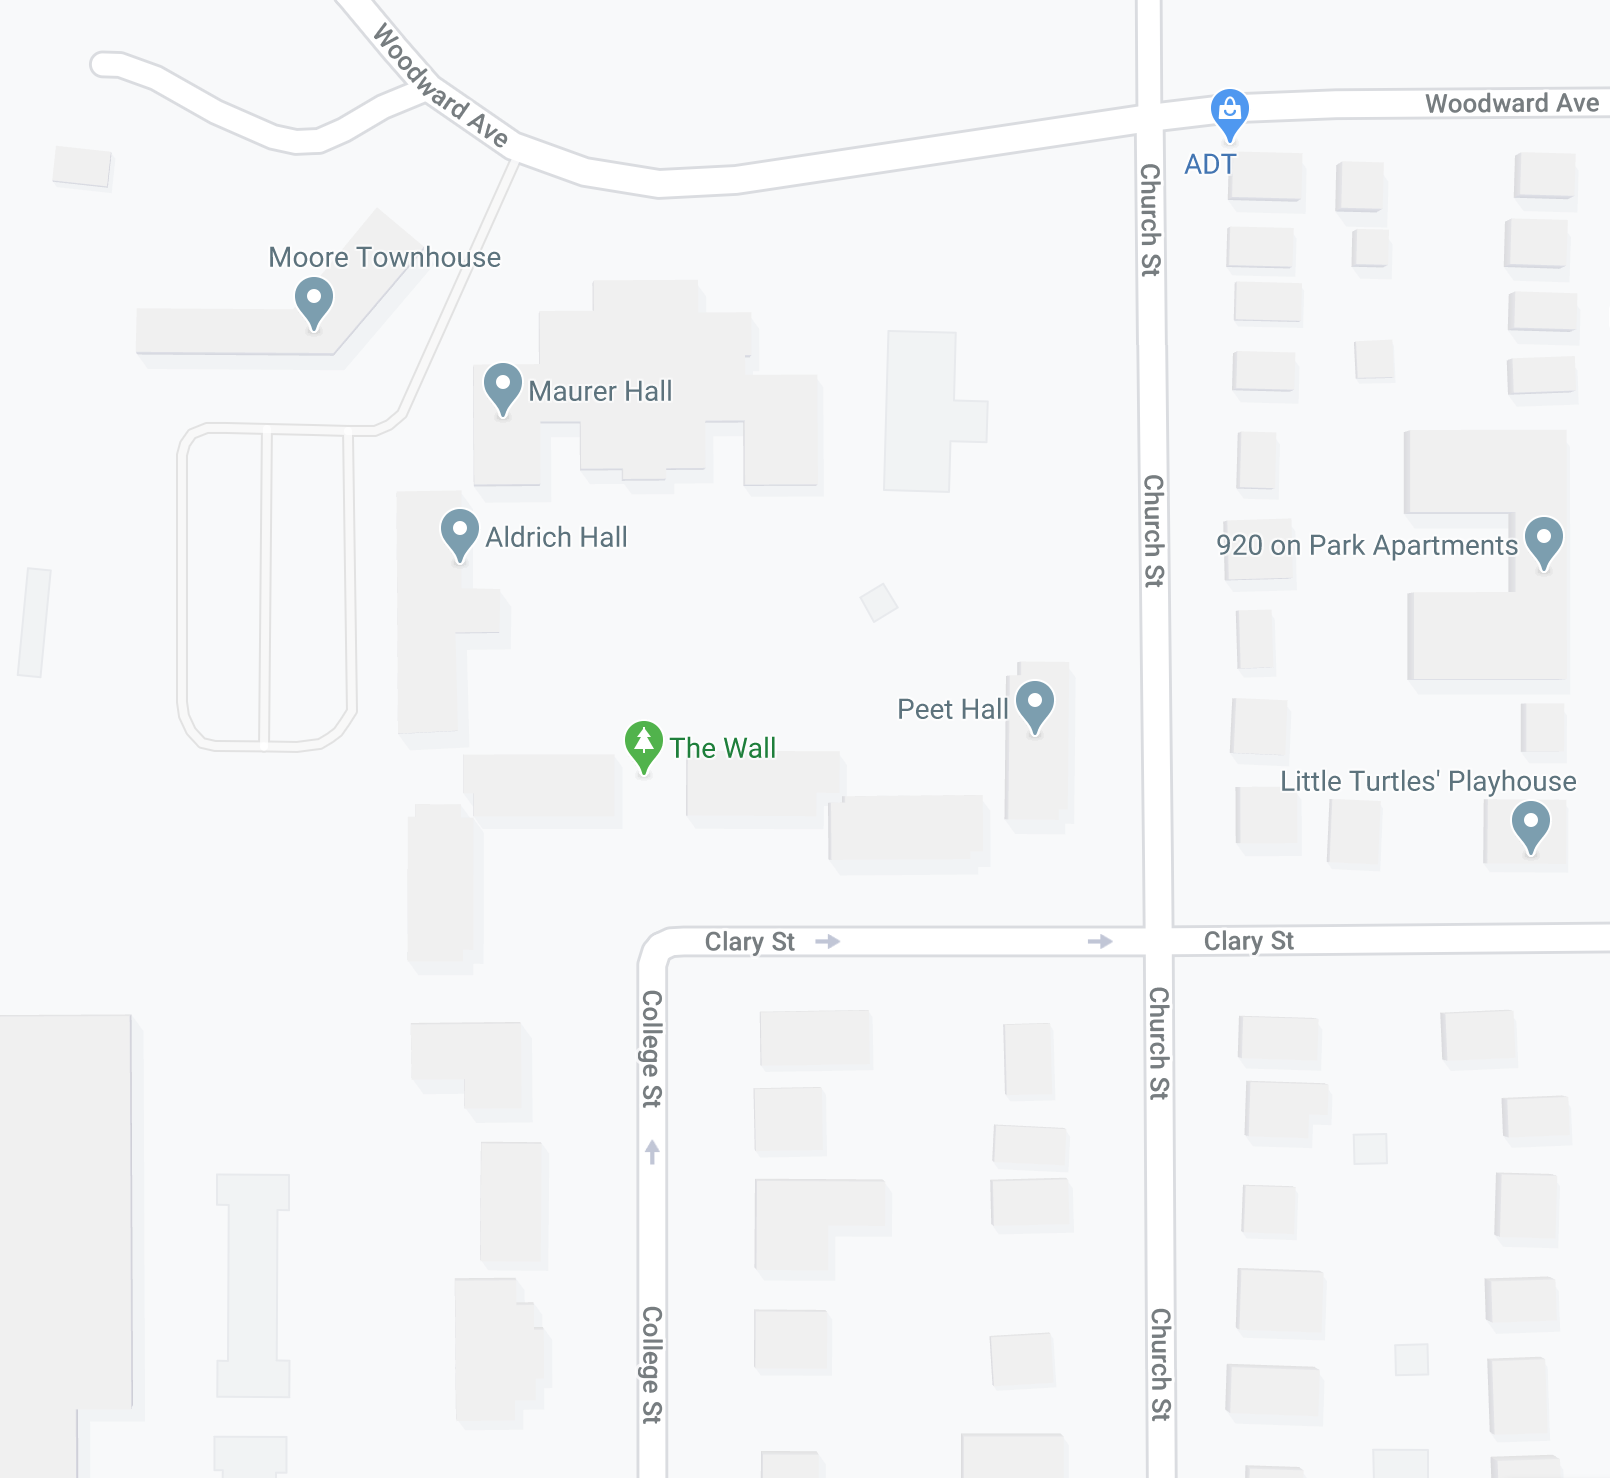 Woodward Ave
Woodward Ave
ADT
Church St
Moore Townhouse
Maurer Hall
Church St
Aldrich Hall
920 on Park Apartments
Peet Hall
The Wall
Little Turtles' Playhouse
Clary St
Clary St
College St
Church St
College St
Church St